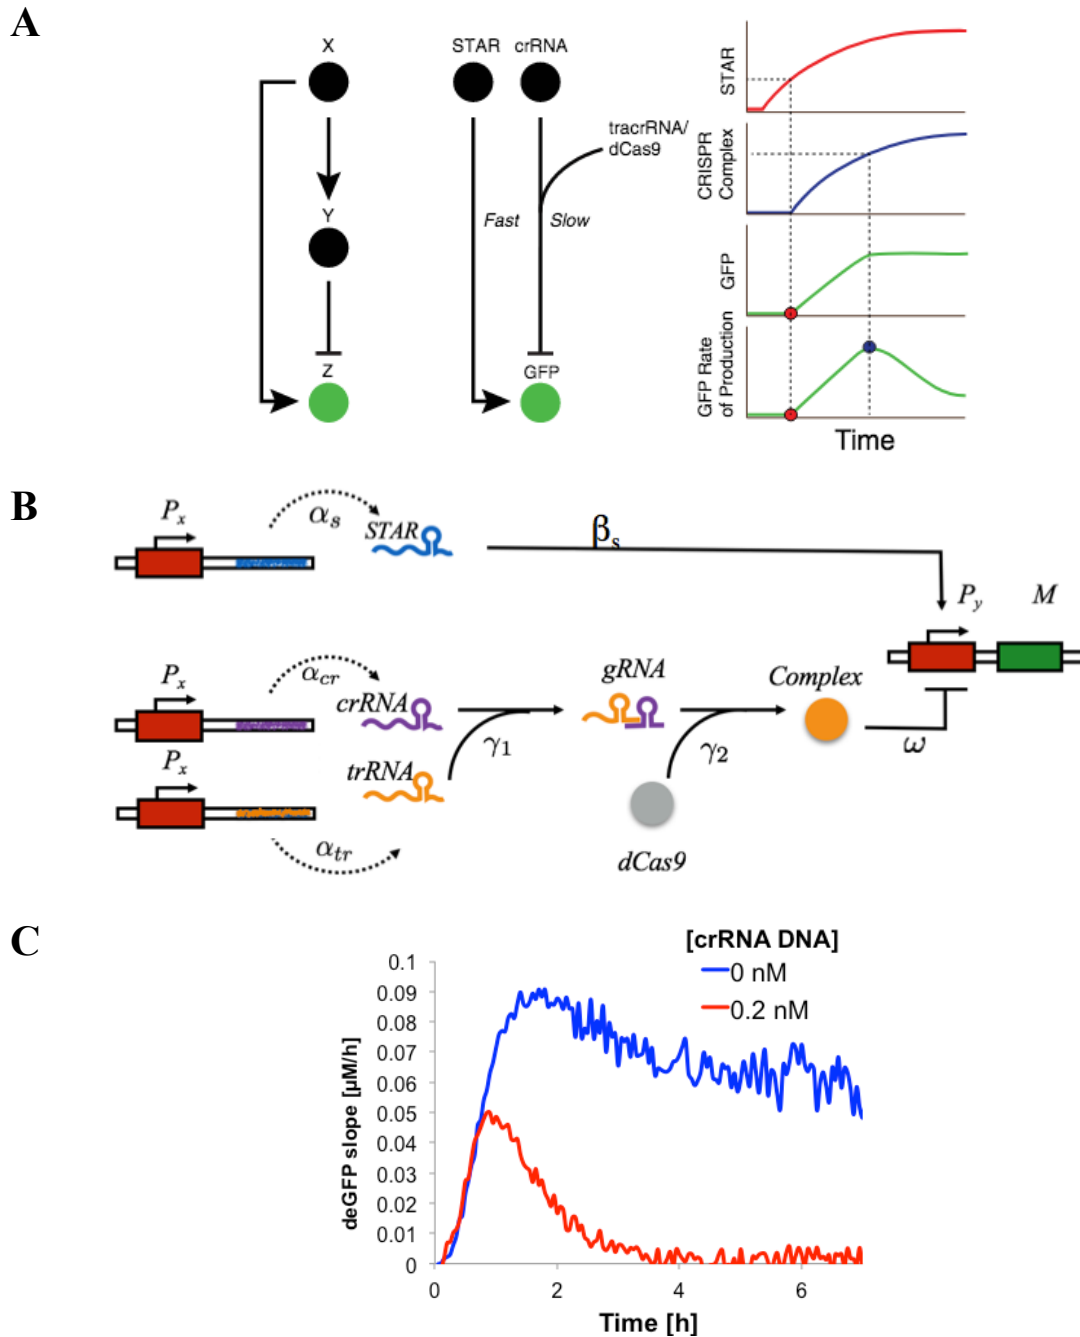 A
X
Y
Z
STAR crRNA
tracrRNA/
dCas9
Fast
Slow
GFP
STAR
CRISPR
Complex
GFP
GFP Rate
of Production
Time
B
Pₓ
αₛ
STAR
βₛ
P_y
M
Pₓ
α_cr
crRNA
γ₁
gRNA
γ₂
Complex
ω
Pₓ
trRNA
α_tr
dCas9
C
[crRNA DNA]
0 nM
0.2 nM
deGFP slope [µM/h]
0.1
0.09
0.08
0.07
0.06
0.05
0.04
0.03
0.02
0.01
0
0 2 4 6
Time [h]